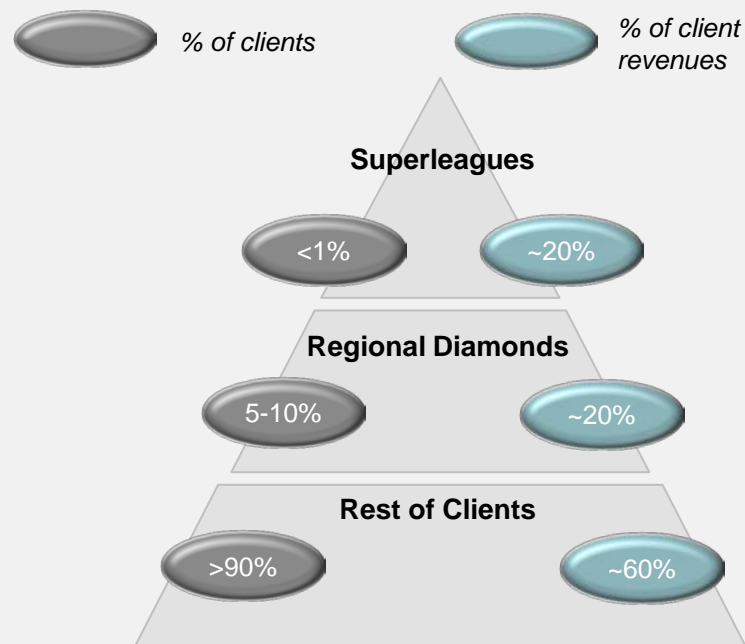 % of clients
% of client
revenues
Superleagues
<1%
~20%
Regional Diamonds
5-10%
~20%
Rest of Clients
>90%
~60%